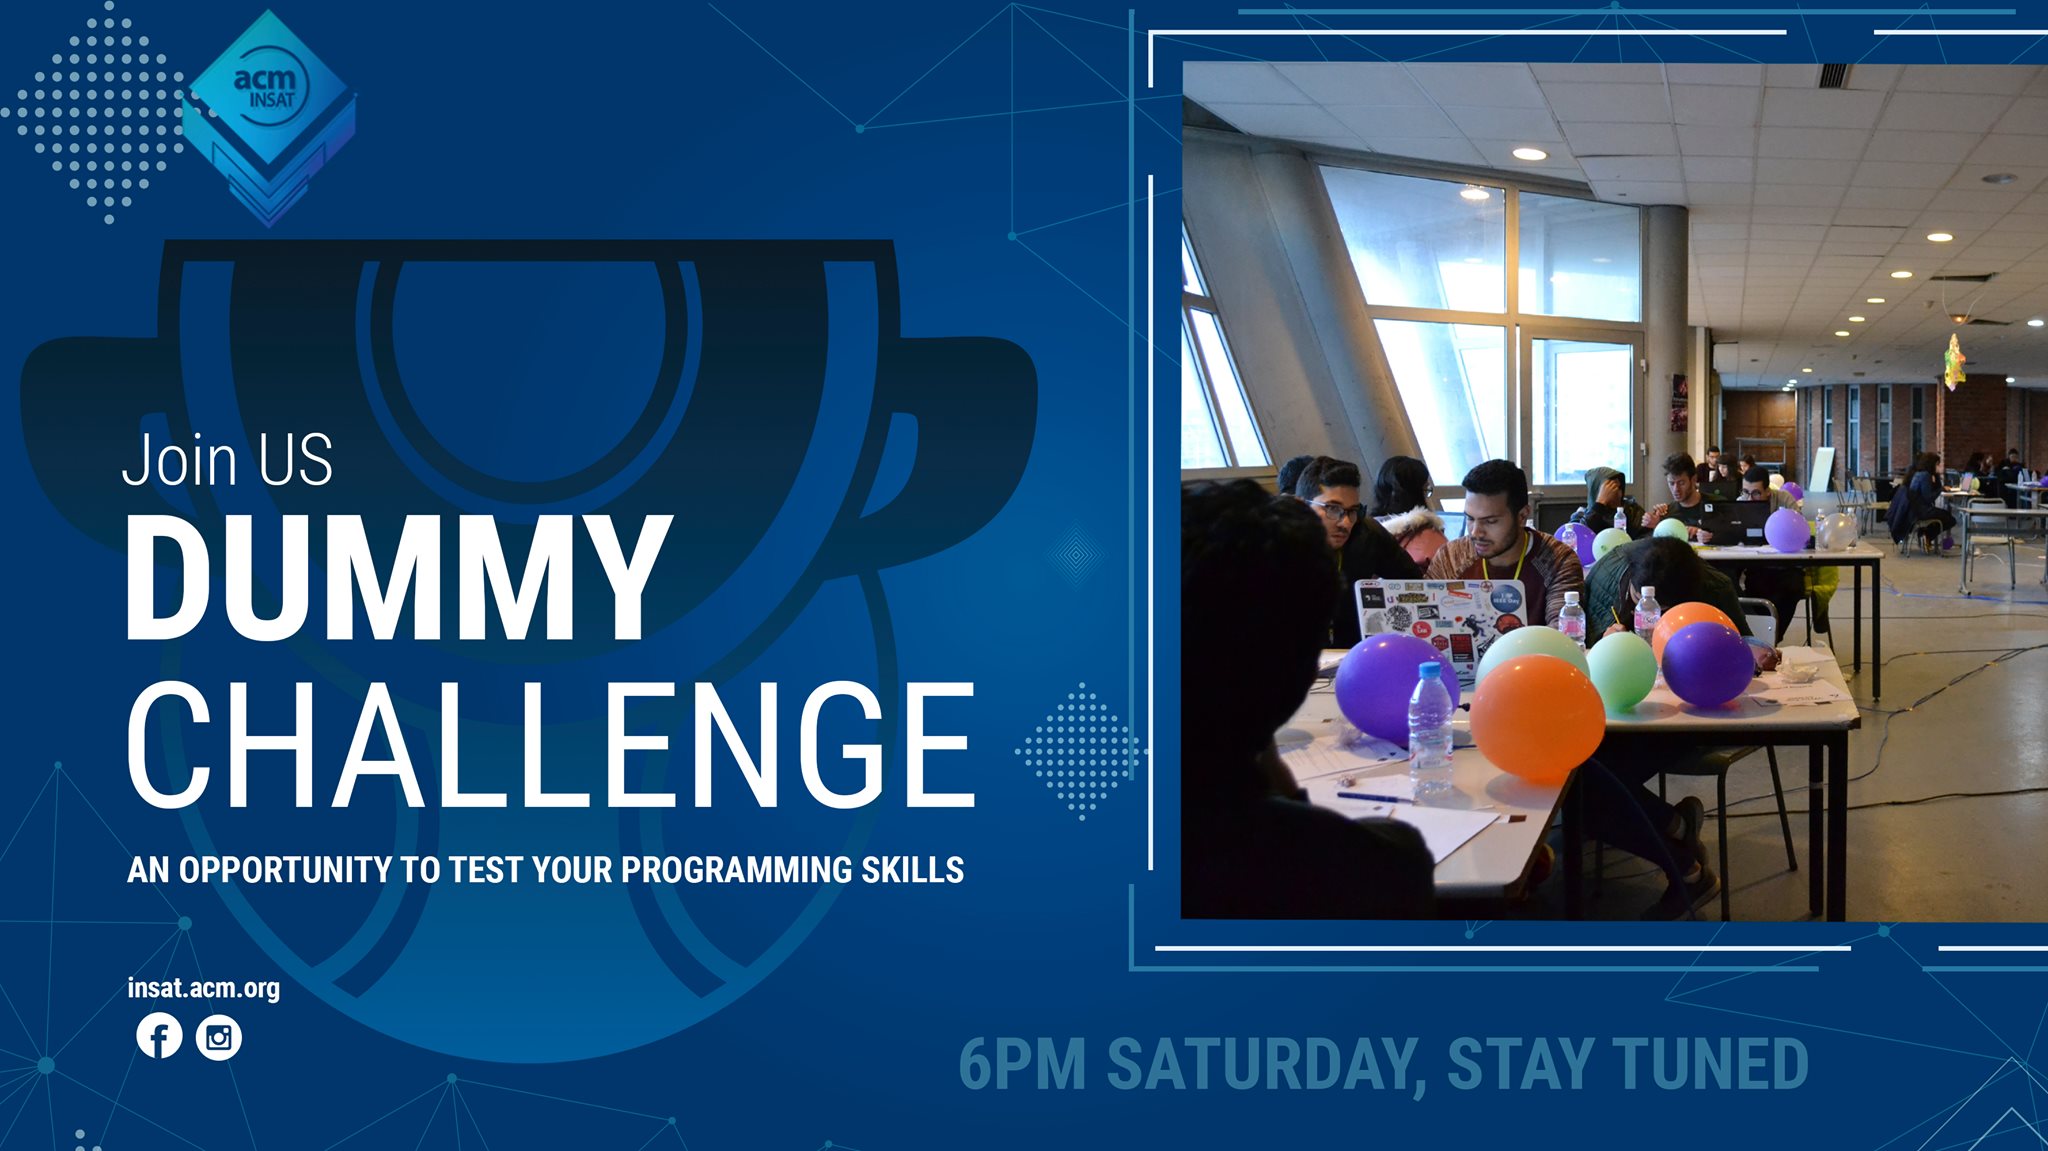 acm
INSAT
Join US
DUMMY
CHALLENGE
AN OPPORTUNITY TO TEST YOUR PROGRAMMING SKILLS
insat.acm.org
6PM SATURDAY, STAY TUNED